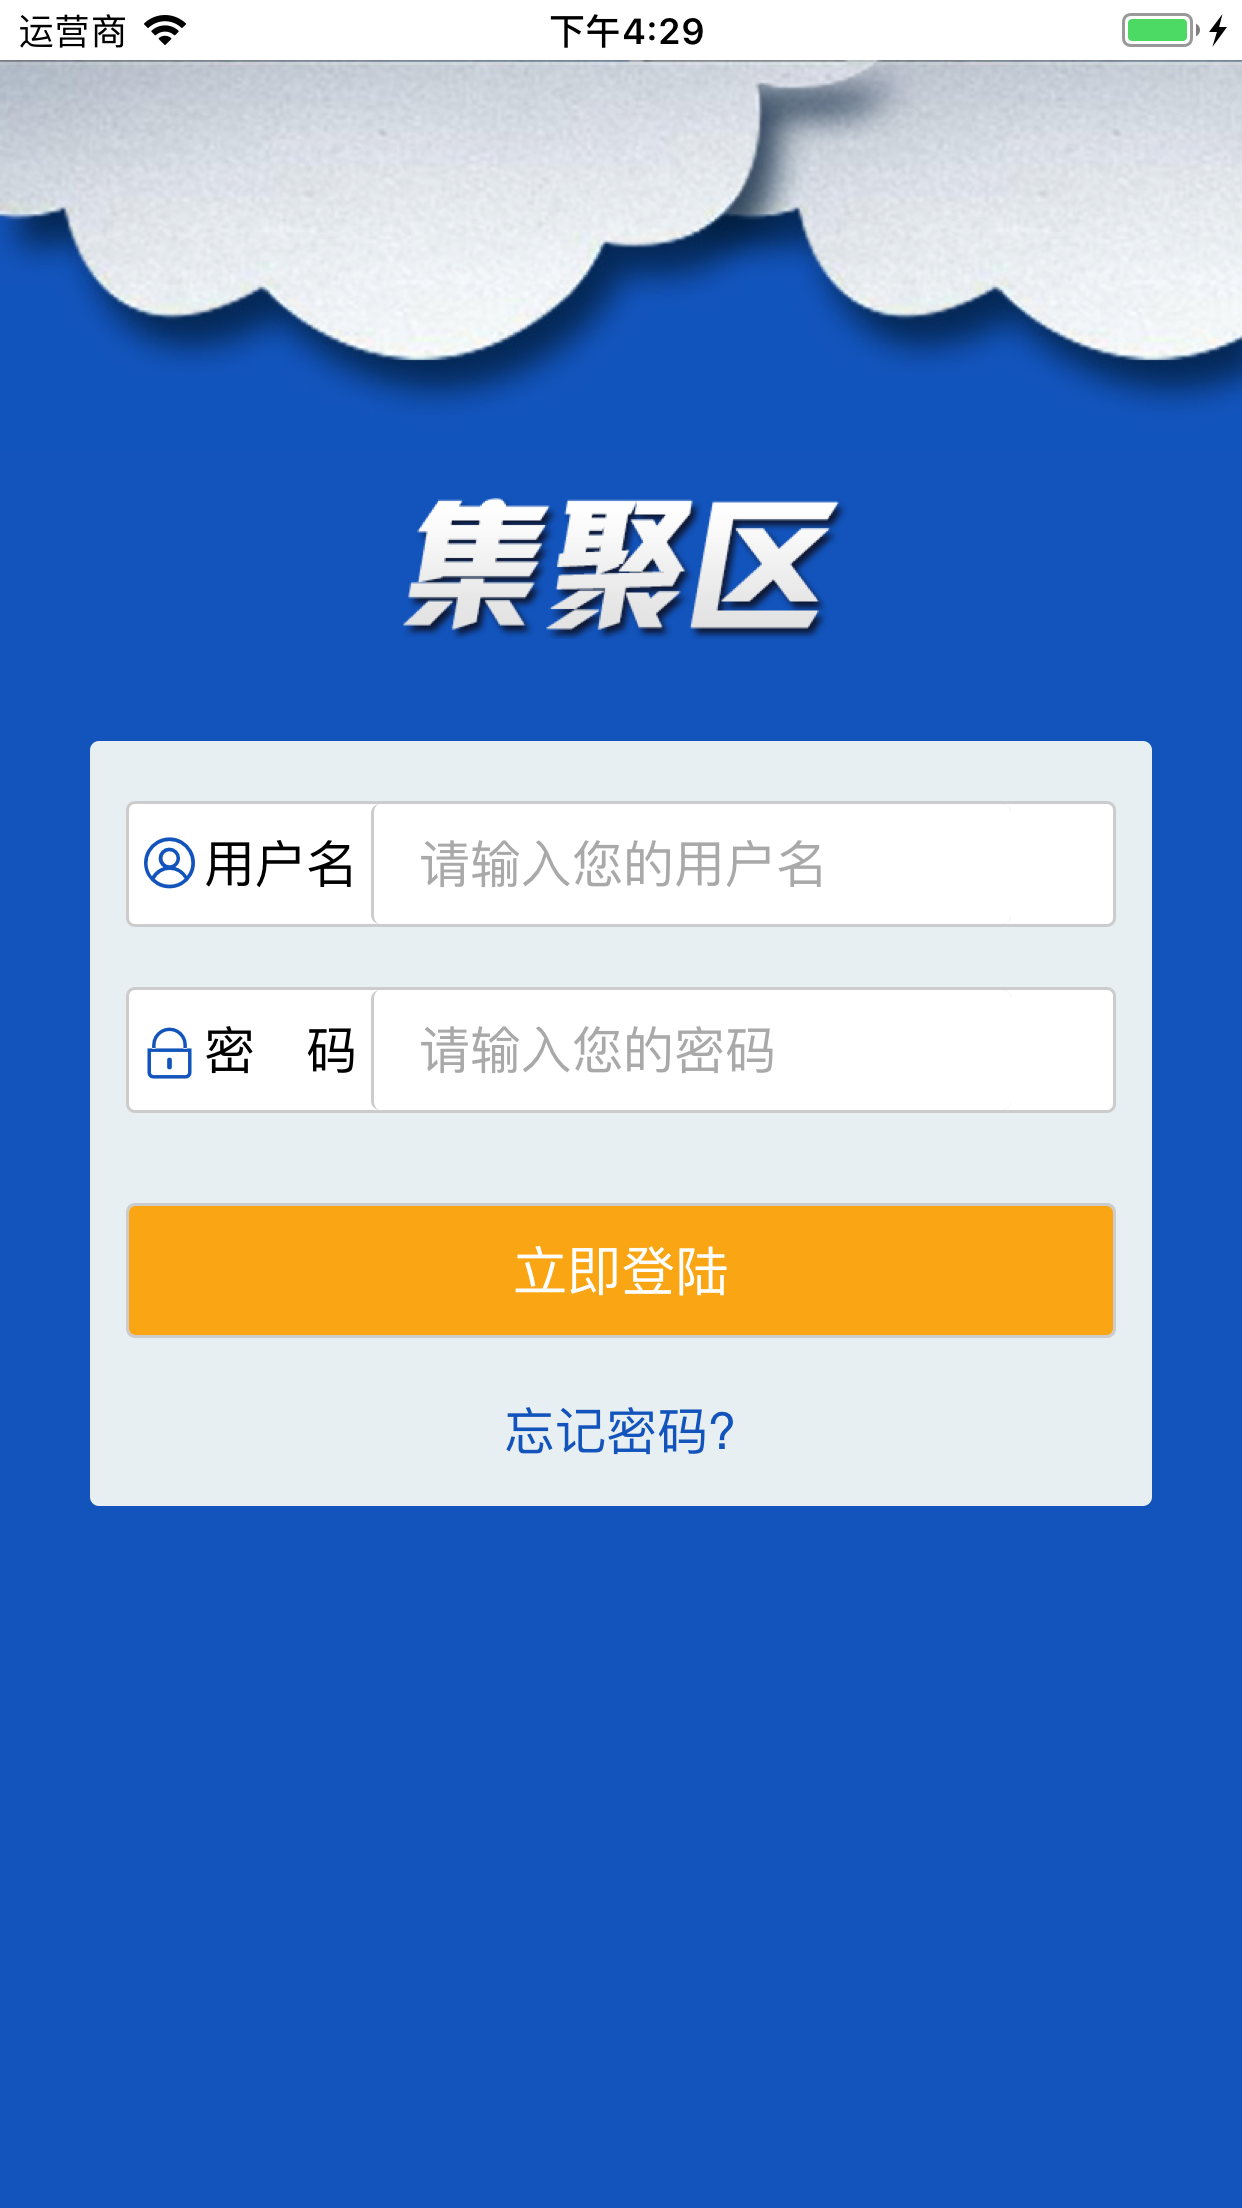 运营商 下午4:29
集聚区
用户名 请输入您的用户名
密　码 请输入您的密码
立即登陆
忘记密码?